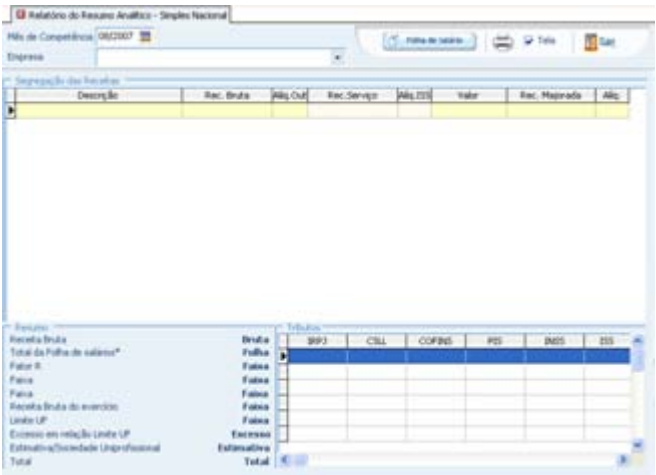 Relatório do Resumo Analítico - Simples Nacional
Mês de Competência 08/2007
Folha de Salário
Tela
Sair
Empresa
Segregação das Receitas
Descrição Rec. Bruta Aliq.Out Rec.Serviço Aliq.ISS Valor Rec. Majorada Aliq.
Resumo
Receita Bruta Bruta
Total da Folha de salários* Folha
Fator R Faixa
Faixa Faixa
Faixa Faixa
Receita Bruta do exercício Faixa
Limite UF Faixa
Excesso em relação Limite UF Excesso
Estimativa/Sociedade Uniprofissional Estimativa
Total Total
Tributos
IRPJ CSLL COFINS PIS INSS ISS